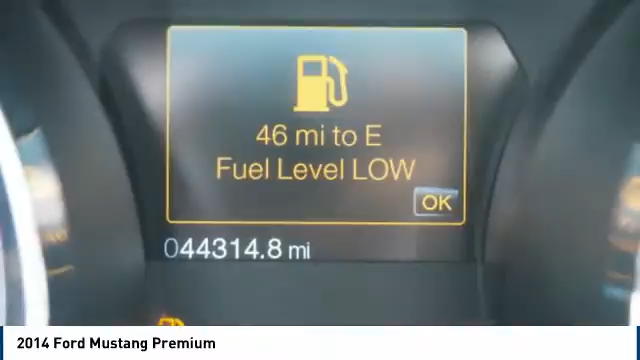 46 mi to E
Fuel Level LOW
OK
044314.8 mi
2014 Ford Mustang Premium